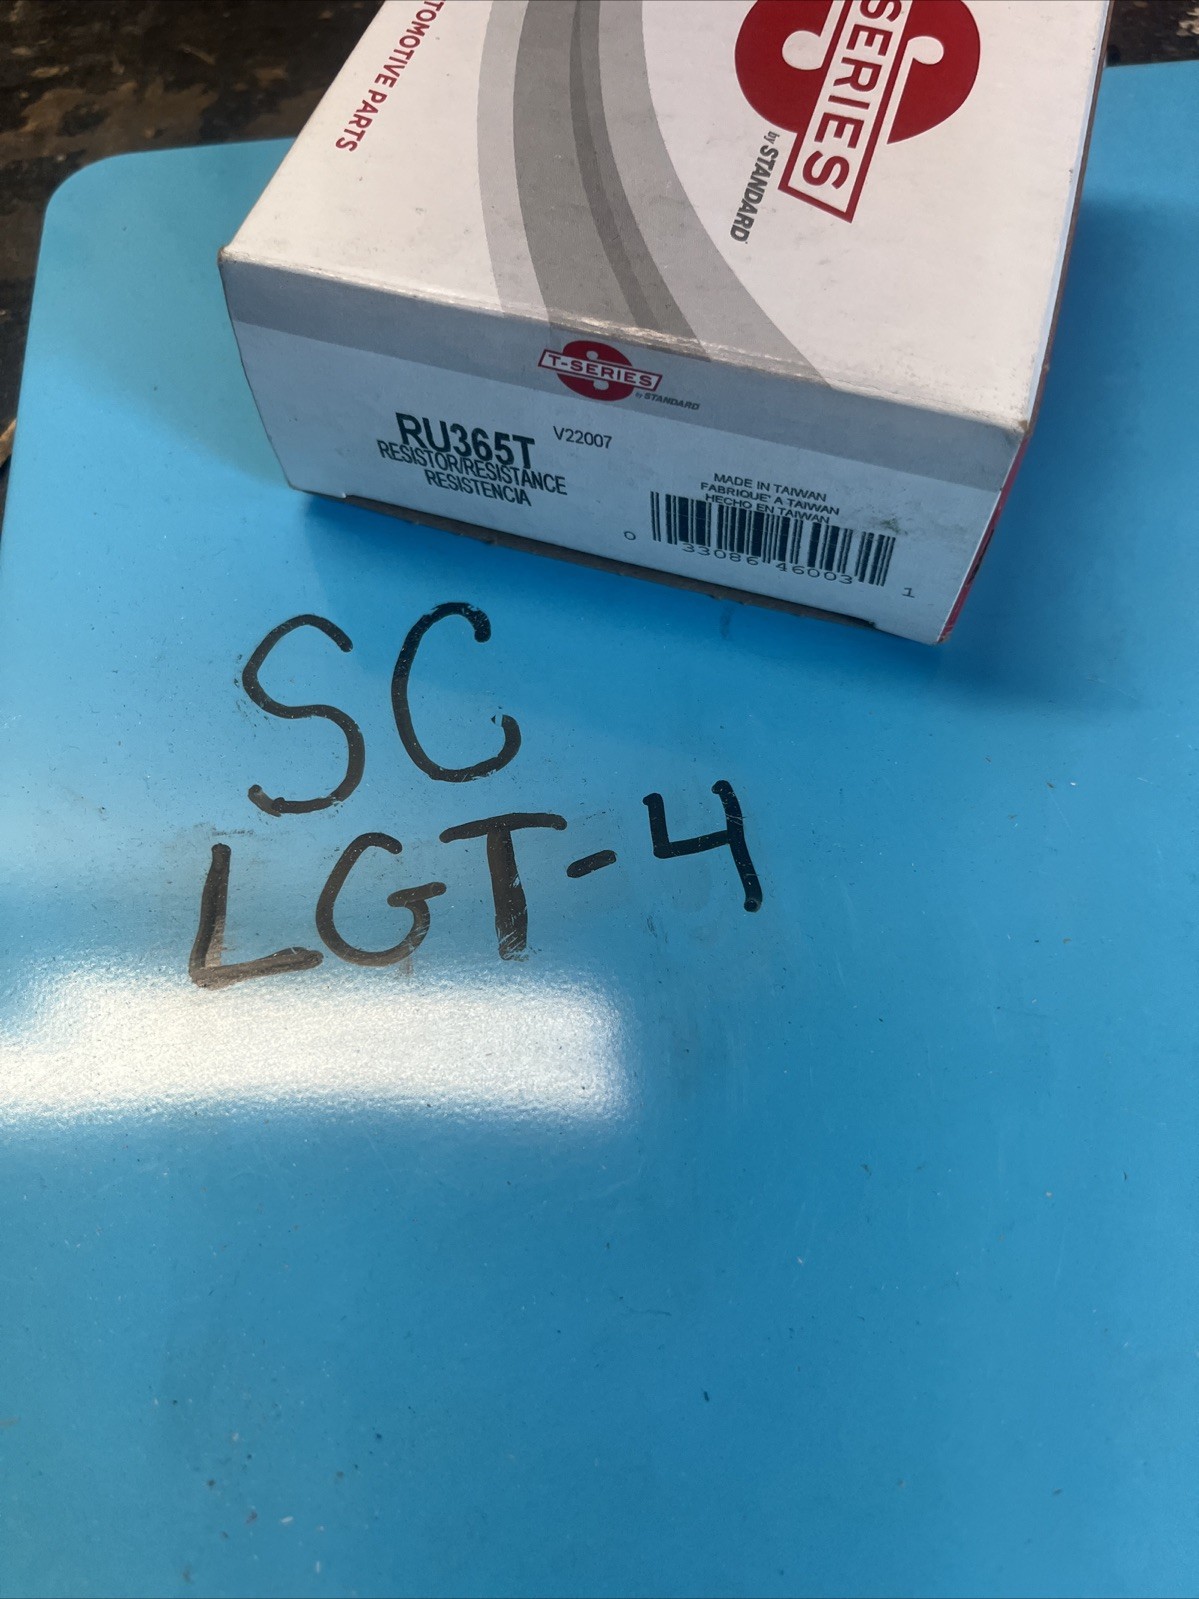 TOMOTIVE PARTS
SERIES
by STANDARD
T-SERIES
by STANDARD
RU365T V22007
RESISTOR/RESISTANCE
RESISTENCIA
MADE IN TAIWAN
FABRIQUE' A TAIWAN
HECHO EN TAIWAN
0 33086 46003 1
SC
LGT-4